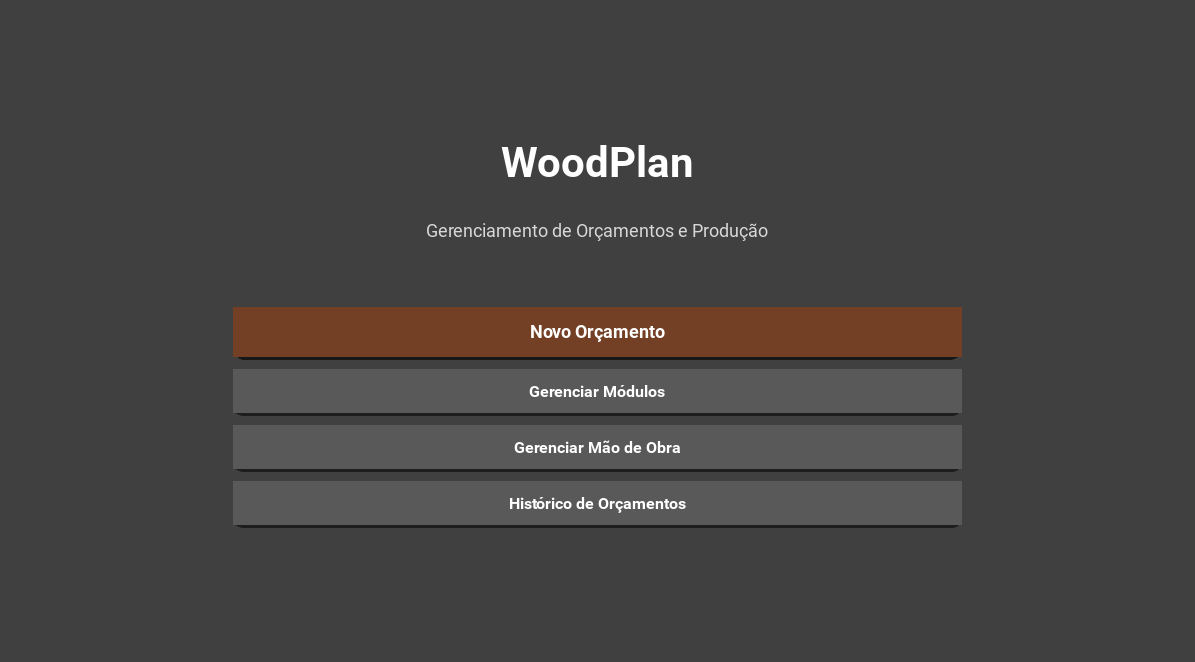 WoodPlan
Gerenciamento de Orçamentos e Produção
Novo Orçamento
Gerenciar Módulos
Gerenciar Mão de Obra
Histórico de Orçamentos